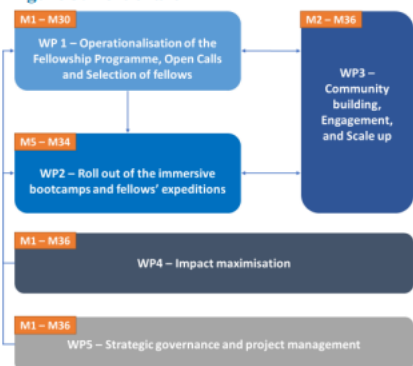 M1 – M30
WP 1 – Operationalisation of the
Fellowship Programme, Open Calls
and Selection of fellows
M2 – M36
WP3 –
Community
building,
Engagement,
and Scale up
M5 – M34
WP2 – Roll out of the immersive
bootcamps and fellows' expeditions
M1 – M36
WP4 – Impact maximisation
M1 – M36
WP5 – Strategic governance and project management